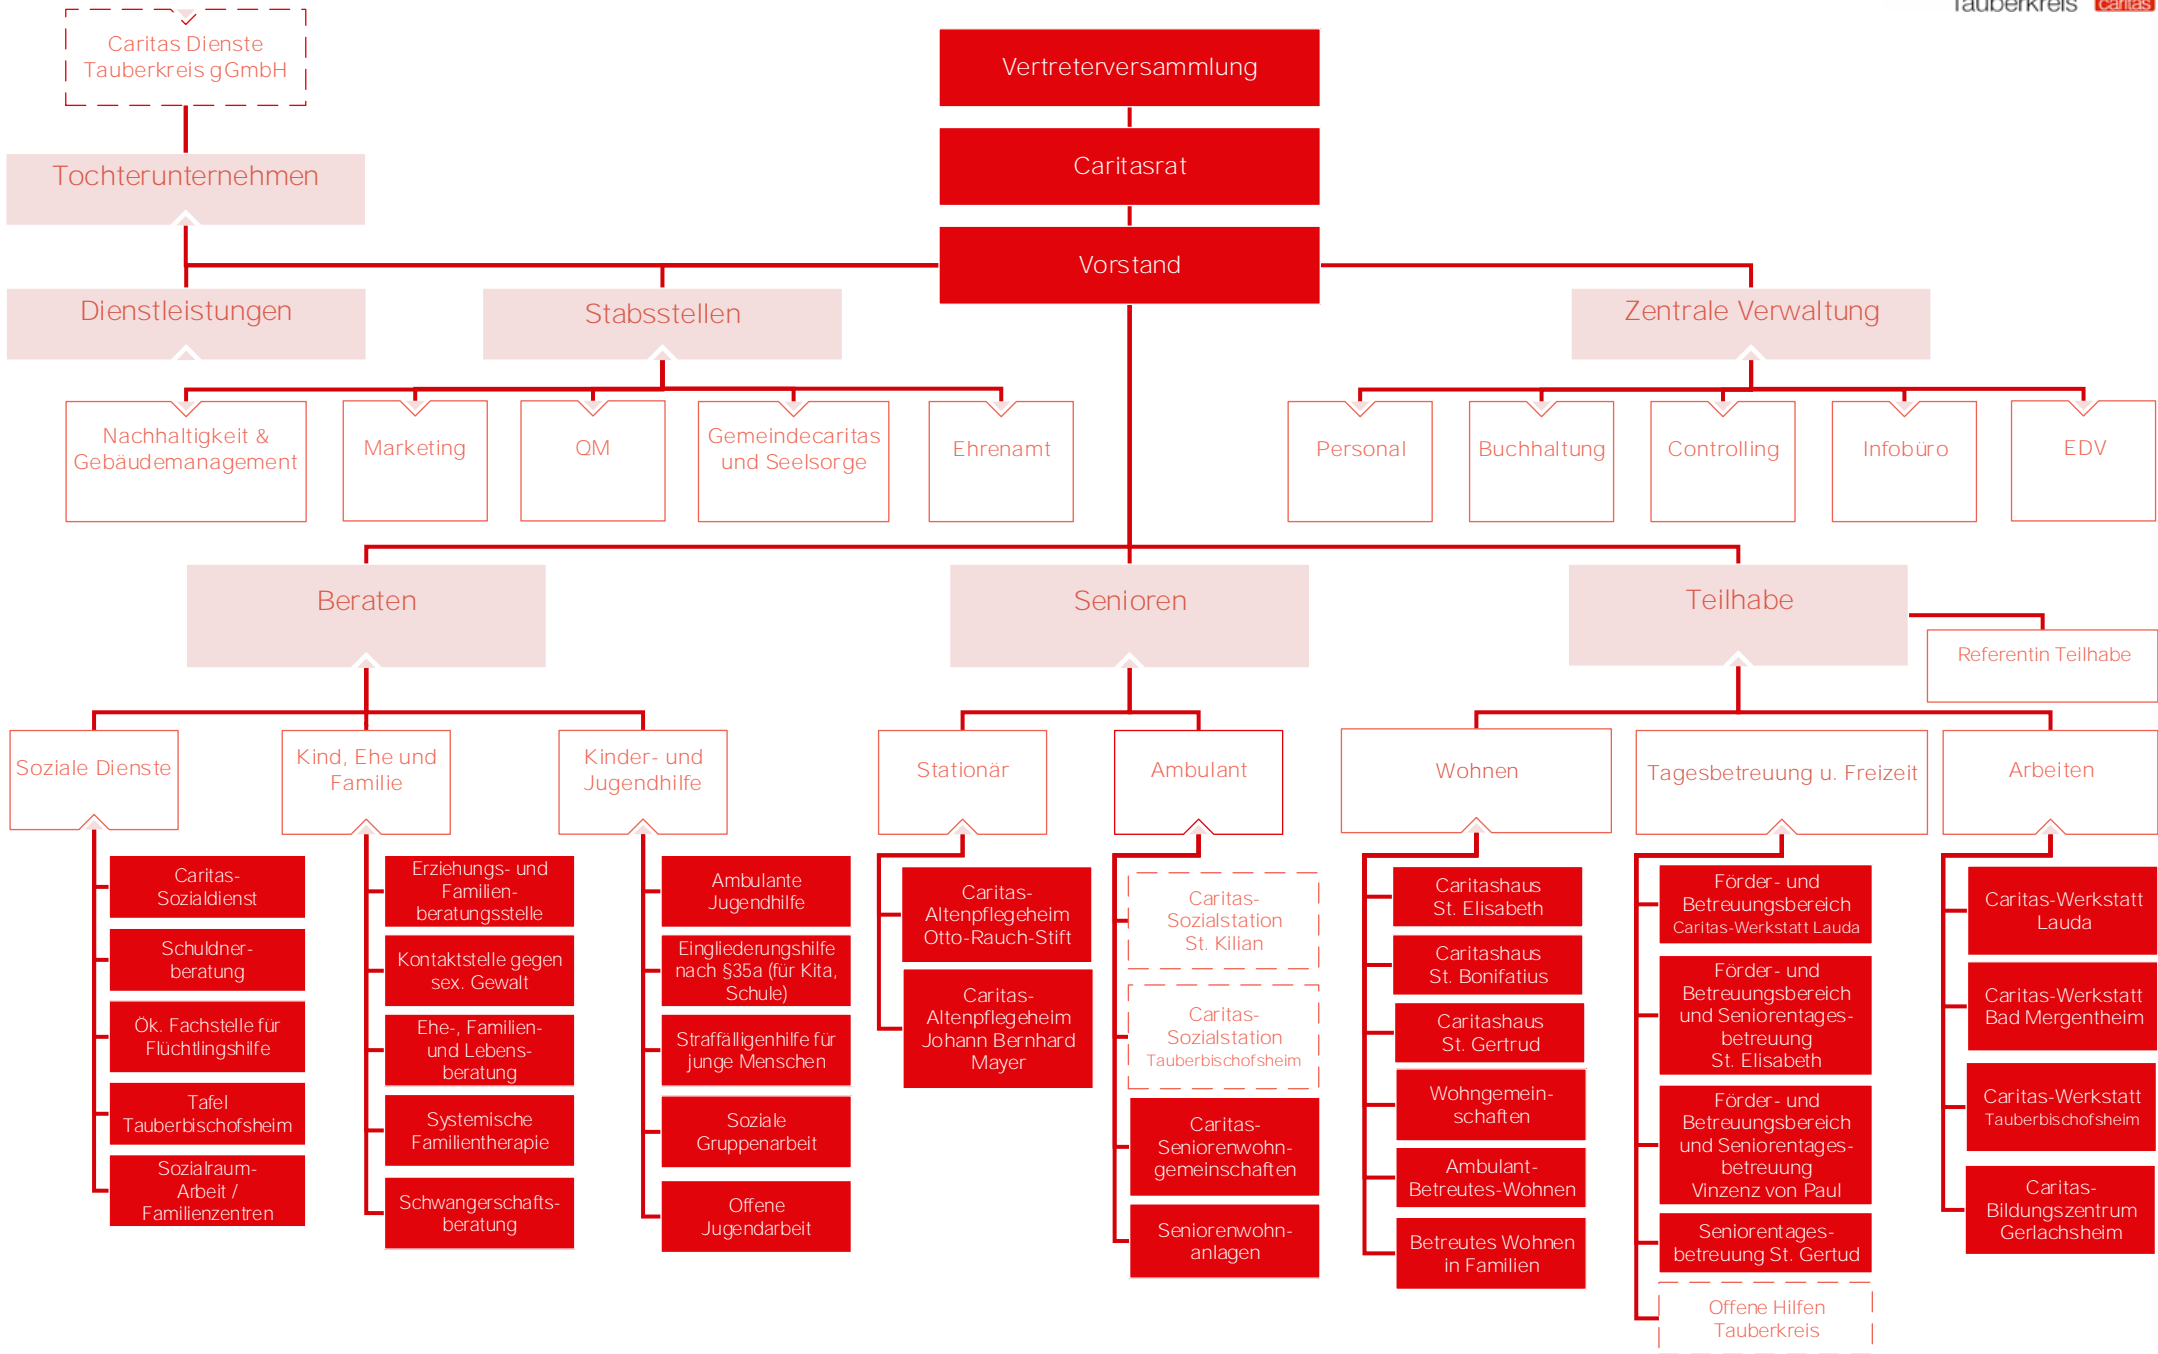 Tauberkreis caritas
Caritas Dienste
Tauberkreis gGmbH
Vertreterversammlung
Caritasrat
Tochterunternehmen
Vorstand
Dienstleistungen
Stabsstellen
Zentrale Verwaltung
Nachhaltigkeit &
Gebäudemanagement
Marketing
QM
Gemeindecaritas
und Seelsorge
Ehrenamt
Personal
Buchhaltung
Controlling
Infobüro
EDV
Beraten
Senioren
Teilhabe
Referentin Teilhabe
Soziale Dienste
Kind, Ehe und
Familie
Kinder- und
Jugendhilfe
Stationär
Ambulant
Wohnen
Tagesbetreuung u. Freizeit
Arbeiten
Caritas-
Sozialdienst
Schuldner-
beratung
Ök. Fachstelle für
Flüchtlingshilfe
Tafel
Tauberbischofsheim
Sozialraum-
Arbeit /
Familienzentren
Erziehungs- und
Familien-
beratungsstelle
Kontaktstelle gegen
sex. Gewalt
Ehe-, Familien-
und Lebens-
beratung
Systemische
Familientherapie
Schwangerschafts-
beratung
Ambulante
Jugendhilfe
Eingliederungshilfe
nach §35a (für Kita,
Schule)
Straffälligenhilfe für
junge Menschen
Soziale
Gruppenarbeit
Offene
Jugendarbeit
Caritas-
Altenpflegeheim
Otto-Rauch-Stift
Caritas-
Altenpflegeheim
Johann Bernhard
Mayer
Caritas-
Sozialstation
St. Kilian
Caritas-
Sozialstation
Tauberbischofsheim
Caritas-
Seniorenwohn-
gemeinschaften
Seniorenwohn-
anlagen
Caritashaus
St. Elisabeth
Caritashaus
St. Bonifatius
Caritashaus
St. Gertrud
Wohngemein-
schaften
Ambulant-
Betreutes-Wohnen
Betreutes Wohnen
in Familien
Förder- und
Betreuungsbereich
Caritas-Werkstatt Lauda
Förder- und
Betreuungsbereich
und Seniorentages-
betreuung
St. Elisabeth
Förder- und
Betreuungsbereich
und Seniorentages-
betreuung
Vinzenz von Paul
Seniorentages-
betreuung St. Gertud
Offene Hilfen
Tauberkreis
Caritas-Werkstatt
Lauda
Caritas-Werkstatt
Bad Mergentheim
Caritas-Werkstatt
Tauberbischofsheim
Caritas-
Bildungszentrum
Gerlachsheim